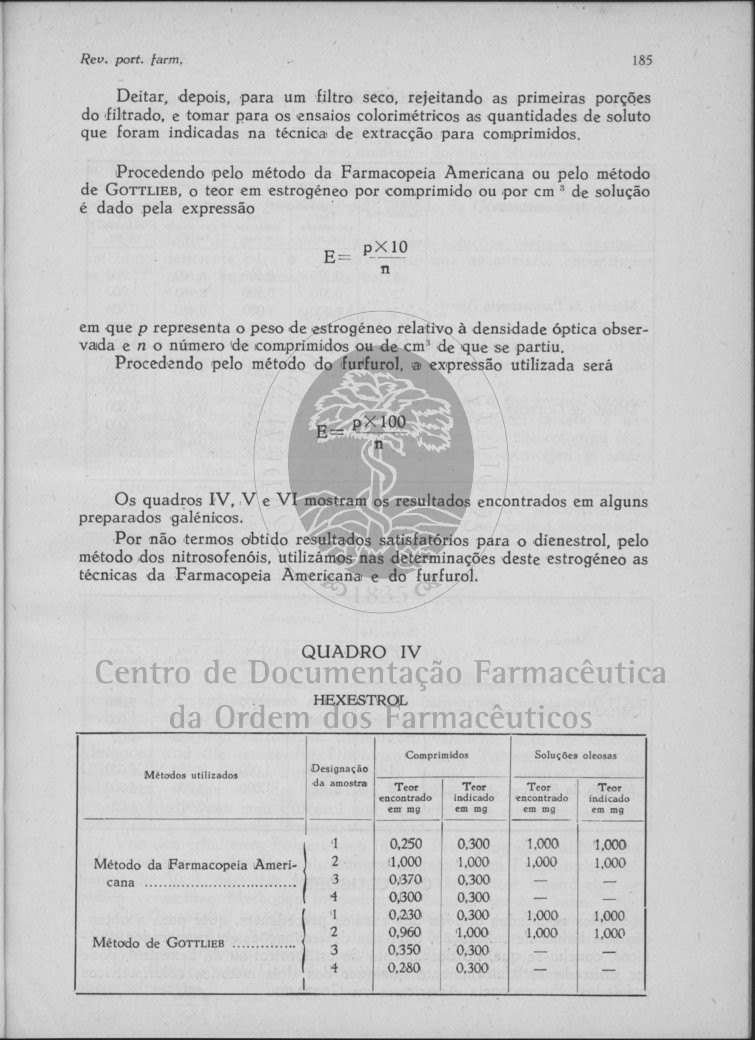 Rev. port. farm. 185
Deitar, depois, para um filtro seco, rejeitando as primeiras porções
do filtrado, e tomar para os ensaios colorimétricos as quantidades de soluto
que foram indicadas na técnica de extracção para comprimidos.
Procedendo pelo método da Farmacopeia Americana ou pelo método
de GOTTLIEB, o teor em estrogéneo por comprimido ou por cm ³ de solução
é dado pela expressão
E= p×10
n
em que p representa o peso de estrogéneo relativo à densidade óptica obser-
vada e n o número de comprimidos ou de cm³ de que se partiu.
Procedendo pelo método do furfurol, a expressão utilizada será
E= p×100
n
Os quadros IV, V e VI mostram os resultados encontrados em alguns
preparados galénicos.
Por não termos obtido resultados satisfatórios para o dienestrol, pelo
método dos nitrosofenóis, utilizámos nas determinações deste estrogéneo as
técnicas da Farmacopeia Americana e do furfurol.
1835
QUADRO IV
Centro de Documentação Farmacêutica
HEXESTROL
da Ordem dos Farmacêuticos
Métodos utilizados Designação da amostra Comprimidos Soluções oleosas
Teor encontrado em mg Teor indicado em mg Teor encontrado em mg Teor indicado em mg
1 0,250 0,300 1,000 1,000
Método da Farmacopeia Ameri- 2 1,000 1,000 1,000 1,000
cana ................................ 3 0,370 0,300 — —
4 0,300 0,300 — —
1 0,230 0,300 1,000 1,000
Método de GOTTLIEB .............. 2 0,960 1,000 1,000 1,000
3 0,350 0,300 — —
4 0,280 0,300 — —